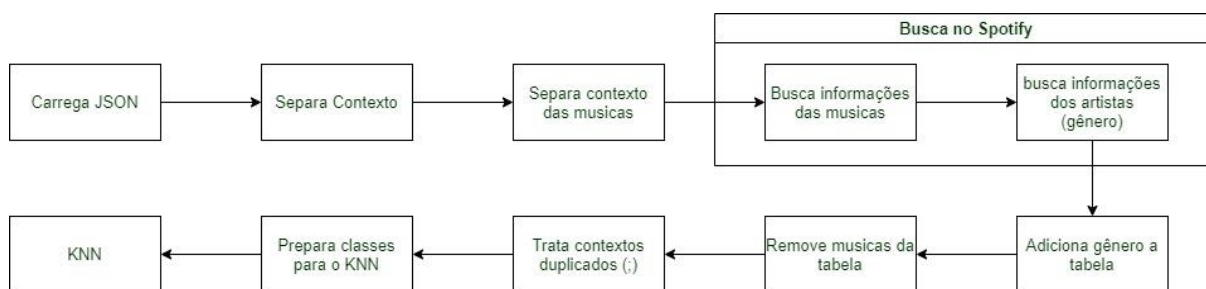 Busca no Spotify
Carrega JSON
Separa Contexto
Separa contexto
das musicas
Busca informações
das musicas
busca informações
dos artistas
(gênero)
KNN
Prepara classes
para o KNN
Trata contextos
duplicados (;)
Remove musicas da
tabela
Adiciona gênero a
tabela